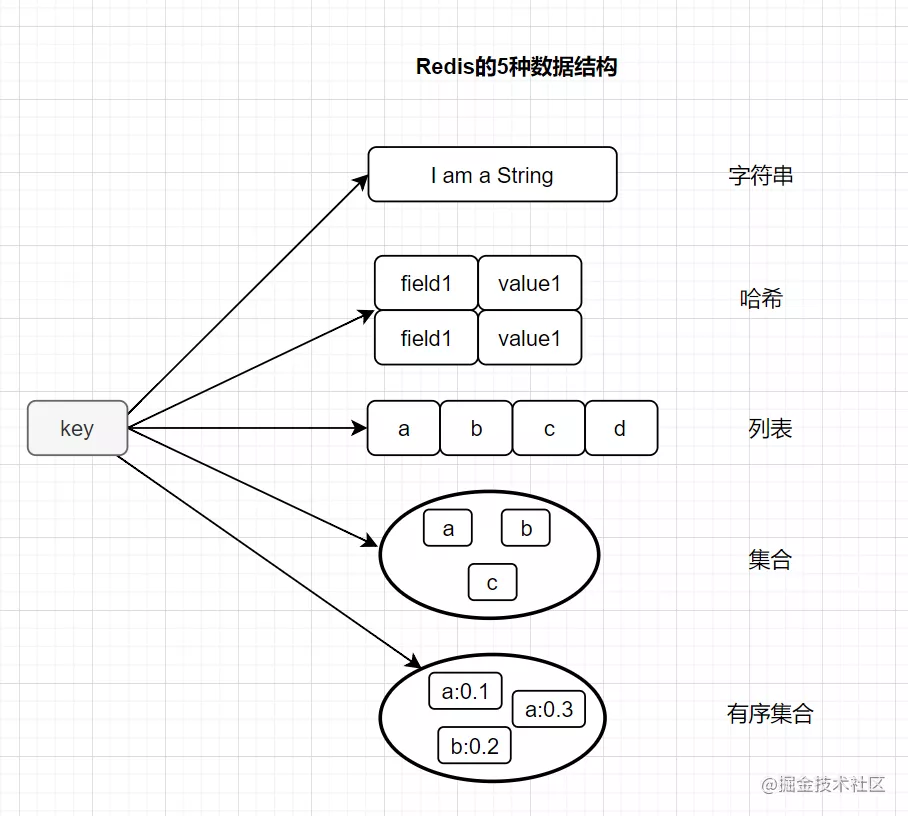 Redis的5种数据结构
I am a String
字符串
field1 value1
哈希
field1 value1
key
a b c d
列表
a b
c
集合
a:0.1
a:0.3
b:0.2
有序集合
@掘金技术社区